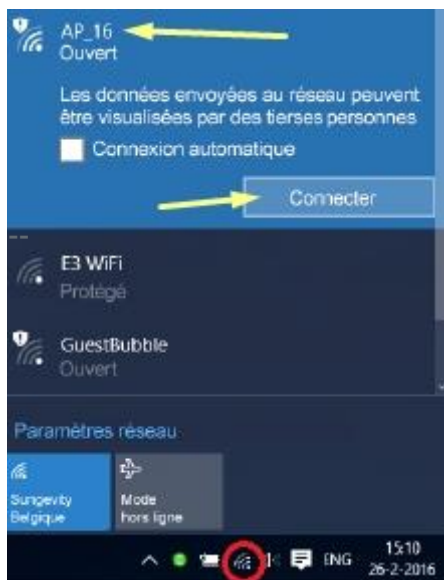 AP_16
Ouvert
Les données envoyées au réseau peuvent
être visualisées par des tierses personnes
Connexion automatique
Connecter
E3 WiFi
Protégé
GuestBubble
Ouvert
Paramètres réseau
Sungevity
Belgique
Mode
hors ligne
ENG
15:10
26-2-2016